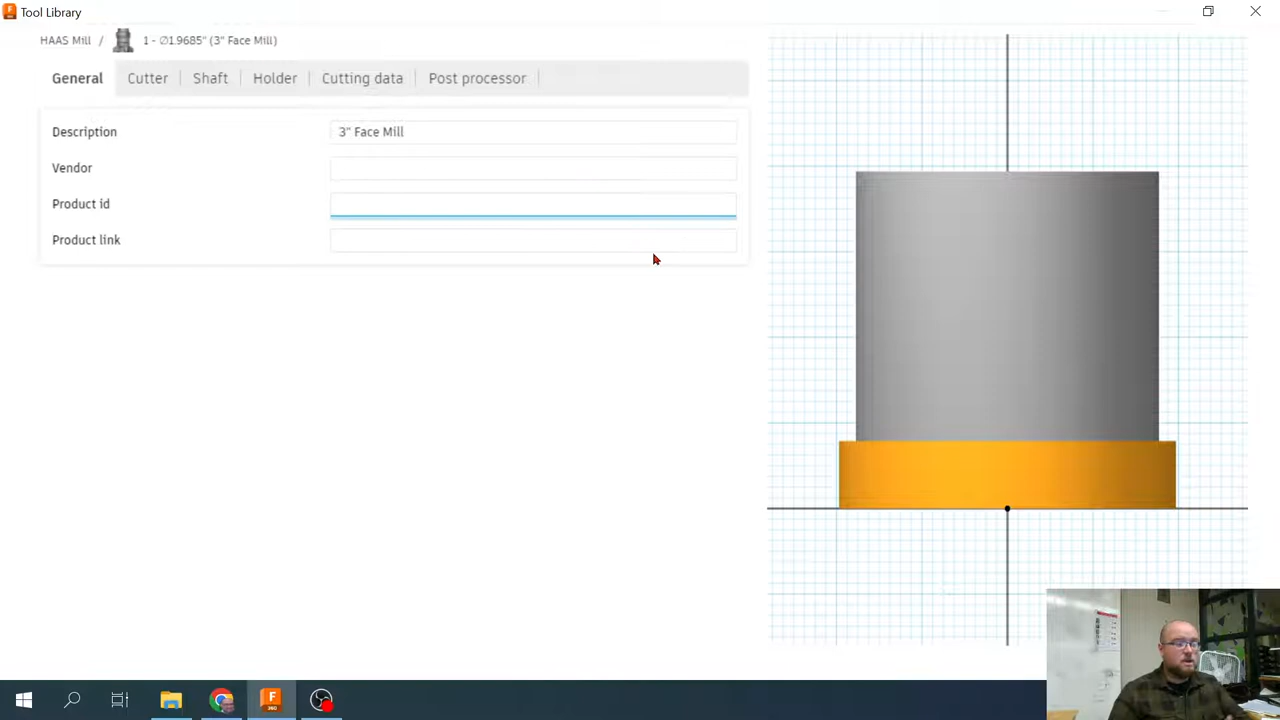 Tool Library
HAAS Mill / 1 - Ø1.9685" (3" Face Mill)
General Cutter Shaft Holder Cutting data Post processor
Description 3" Face Mill
Vendor
Product id
Product link
F
360